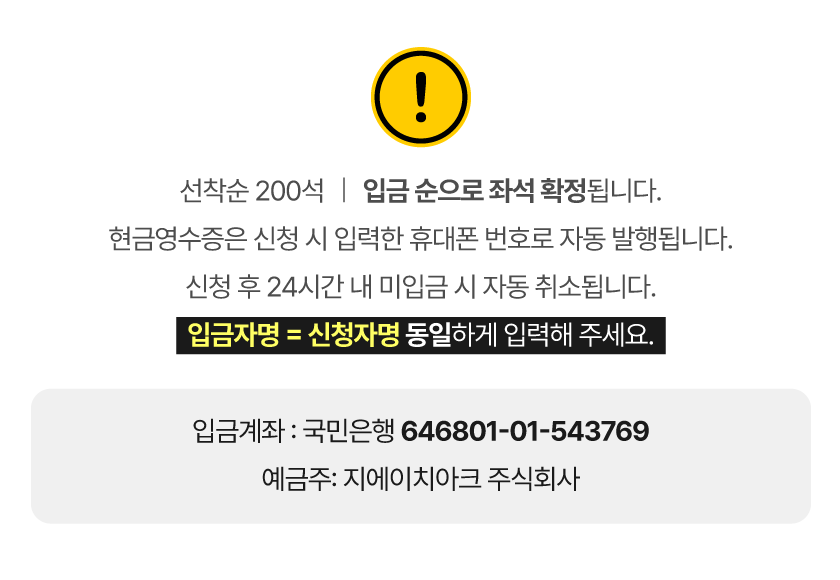 선착순 200석 | 입금 순으로 좌석 확정됩니다.
현금영수증은 신청 시 입력한 휴대폰 번호로 자동 발행됩니다.
신청 후 24시간 내 미입금 시 자동 취소됩니다.
입금자명 = 신청자명 동일하게 입력해 주세요.
입금계좌 : 국민은행 646801-01-543769
예금주: 지에이치아크 주식회사